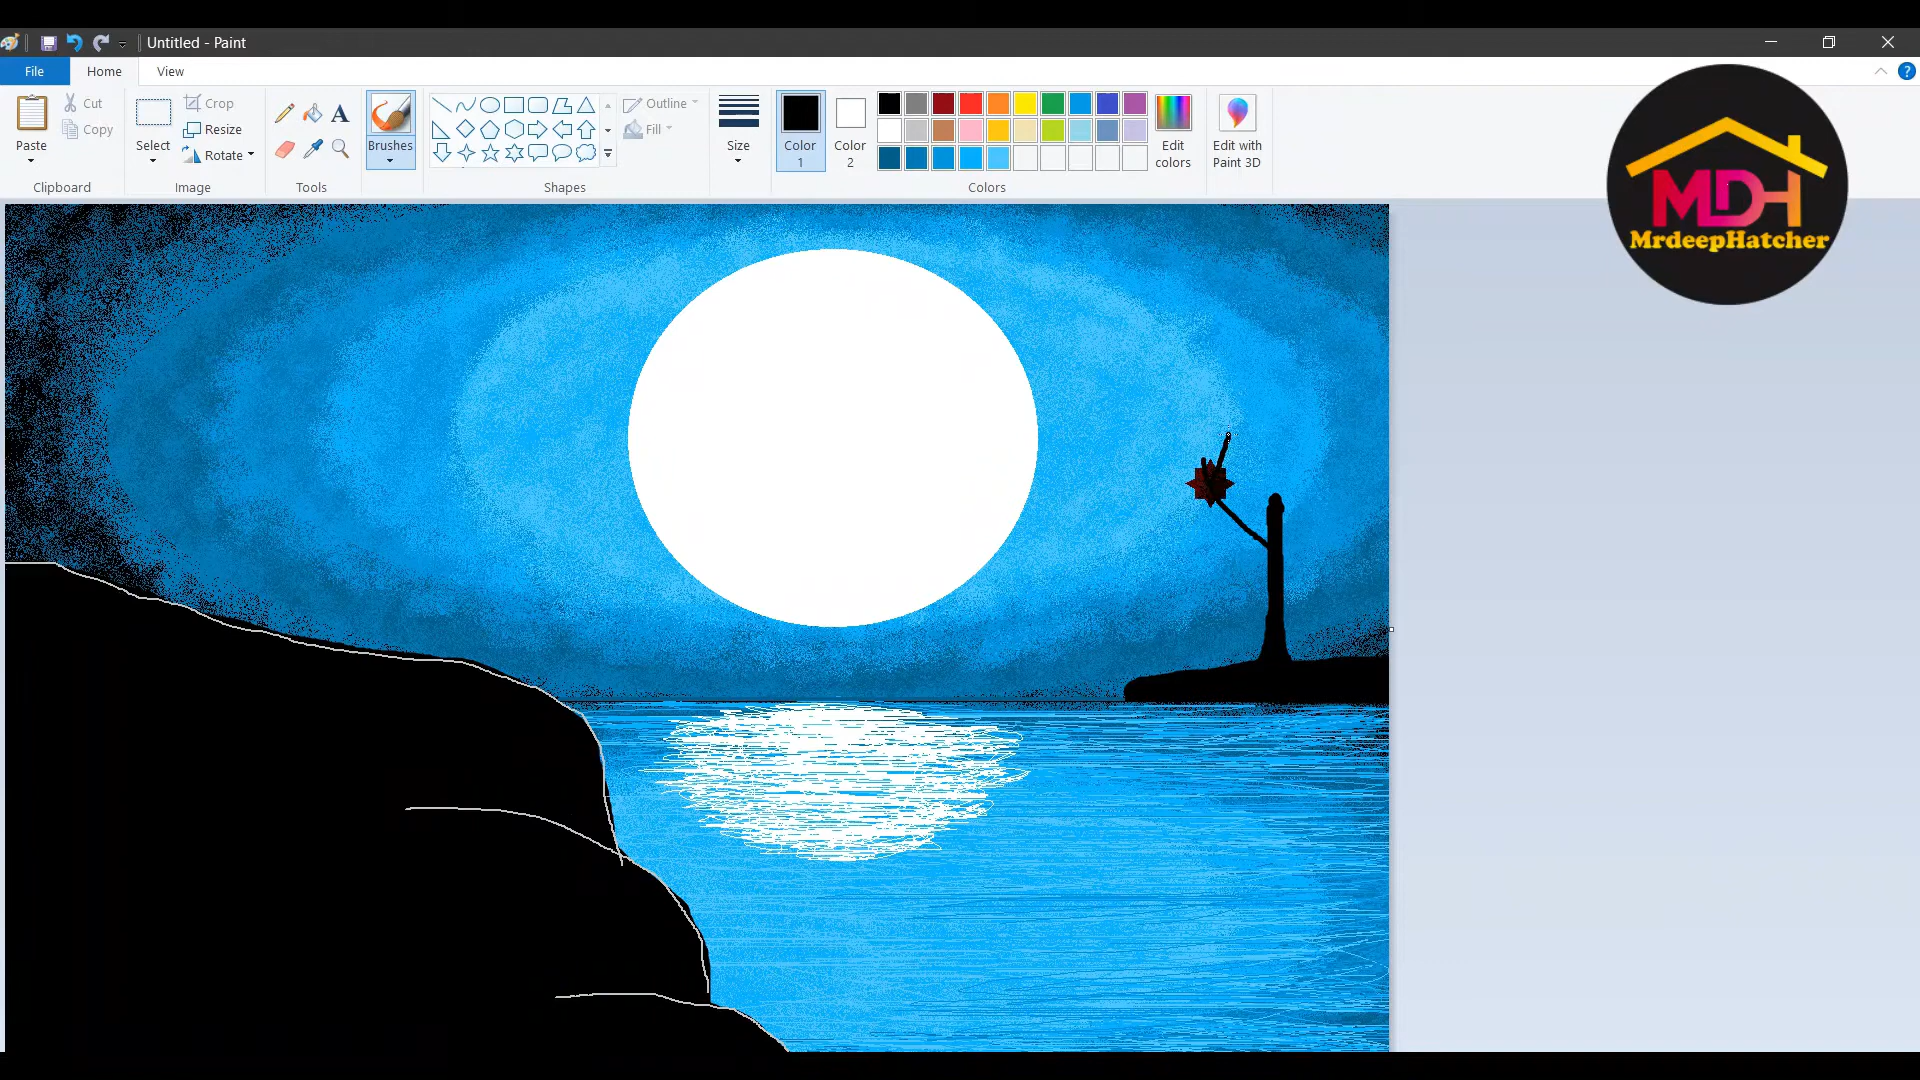 Untitled - Paint
File
Home
View
Paste
Cut
Copy
Clipboard
Select
Crop
Resize
Rotate
Image
A
Tools
Brushes
Outline
Fill
Shapes
Size
Color
1
Color
2
Edit
colors
Colors
Edit with
Paint 3D
?
MDH
MrdeepHatcher